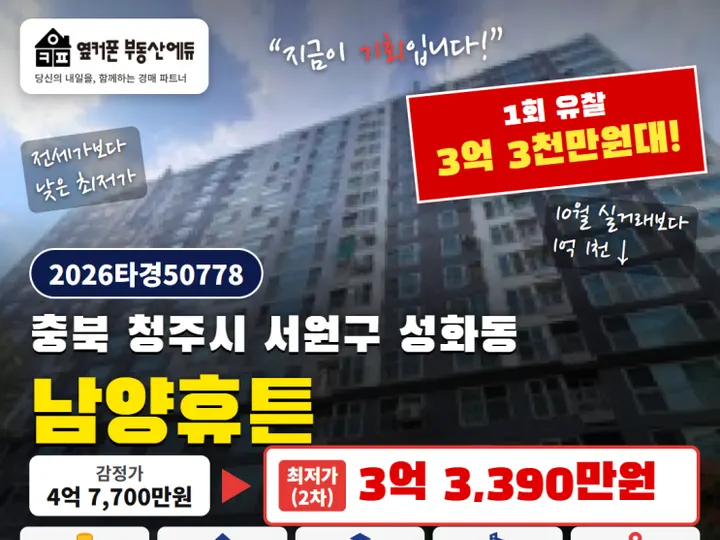 옆커폰 부동산에듀
당신의 내일을, 함께하는 경매 파트너
"지금이 기회입니다!"
1회 유찰
3억 3천만원대!
전세가보다
낮은 최저가
10월 실거래보다
1억 1천↓
2026타경50778
충북 청주시 서원구 성화동
남양휴튼
감정가
4억 7,700만원
최저가
(2차)
3억 3,390만원